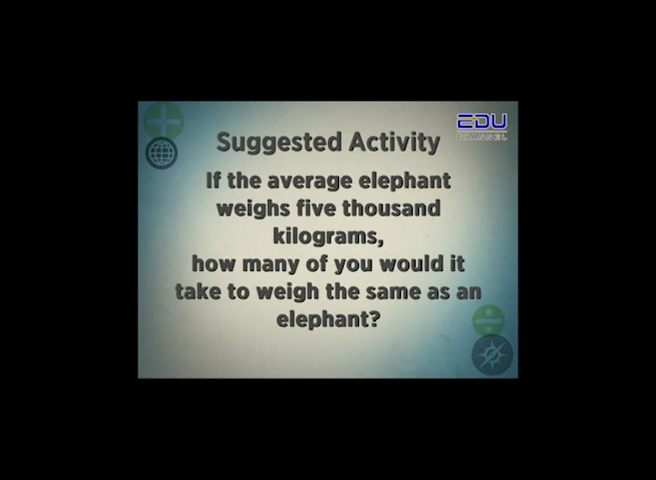 EDU
CHANNEL
Suggested Activity
If the average elephant
weighs five thousand
kilograms,
how many of you would it
take to weigh the same as an
elephant?